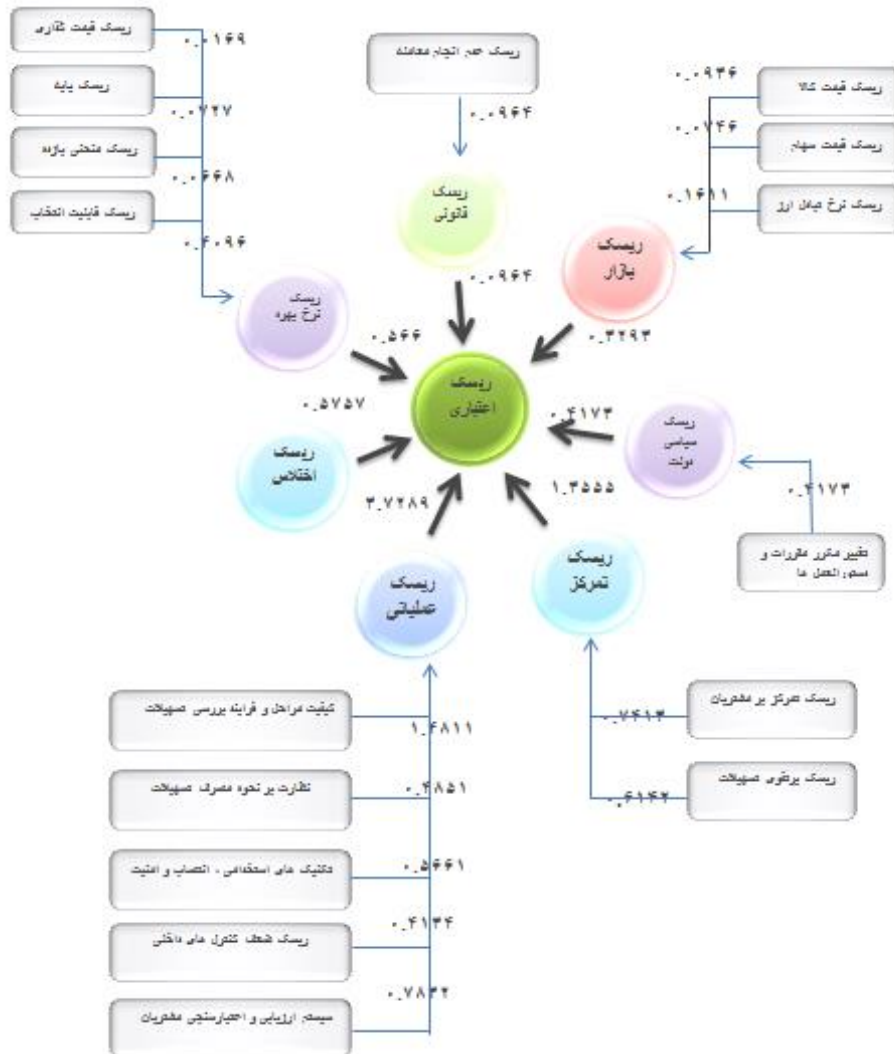 ریسک قیمت گذاری
۰.۰۱۶۹
ریسک پایه
۰.۰۷۲۷
ریسک منحنی بازده
۰.۰۶۶۸
ریسک قابلیت انتخاب
۰.۴۰۹۶
ریسک
نرخ بهره
۰.۵۶۶
ریسک عدم انجام معامله
۰.۰۹۶۴
ریسک
قانونی
۰.۰۹۶۴
ریسک قیمت کالا
۰.۰۹۳۶
ریسک قیمت سهام
۰.۰۷۴۶
ریسک نرخ تبادل ارز
۰.۱۶۱۱
ریسک
بازار
۰.۳۲۹۳
ریسک
اعتباری
ریسک
اختلاس
۰.۵۷۵۷
ریسک
سیاسی
دولت
۰.۴۱۷۳
۰.۴۱۷۳
تغییر مکرر مقررات و
دستورالعمل ها
ریسک
عملیاتی
۳.۷۲۸۹
ریسک
تمرکز
۱.۳۵۵۵
کیفیت مراحل و فرایند بررسی تسهیلات
۱.۴۸۱۱
نظارت بر نحوه مصرف تسهیلات
۰.۴۸۵۱
تکنیک های استخدامی ، انتصاب و امنیت
۰.۵۶۶۱
ریسک ضعف کنترل های داخلی
۰.۴۱۳۴
سیستم ارزیابی و اعتبارسنجی مشتریان
۰.۷۸۳۲
ریسک تمرکز بر مشتریان
۰.۷۴۱۳
ریسک پرتفوی تسهیلات
۰.۶۱۴۲